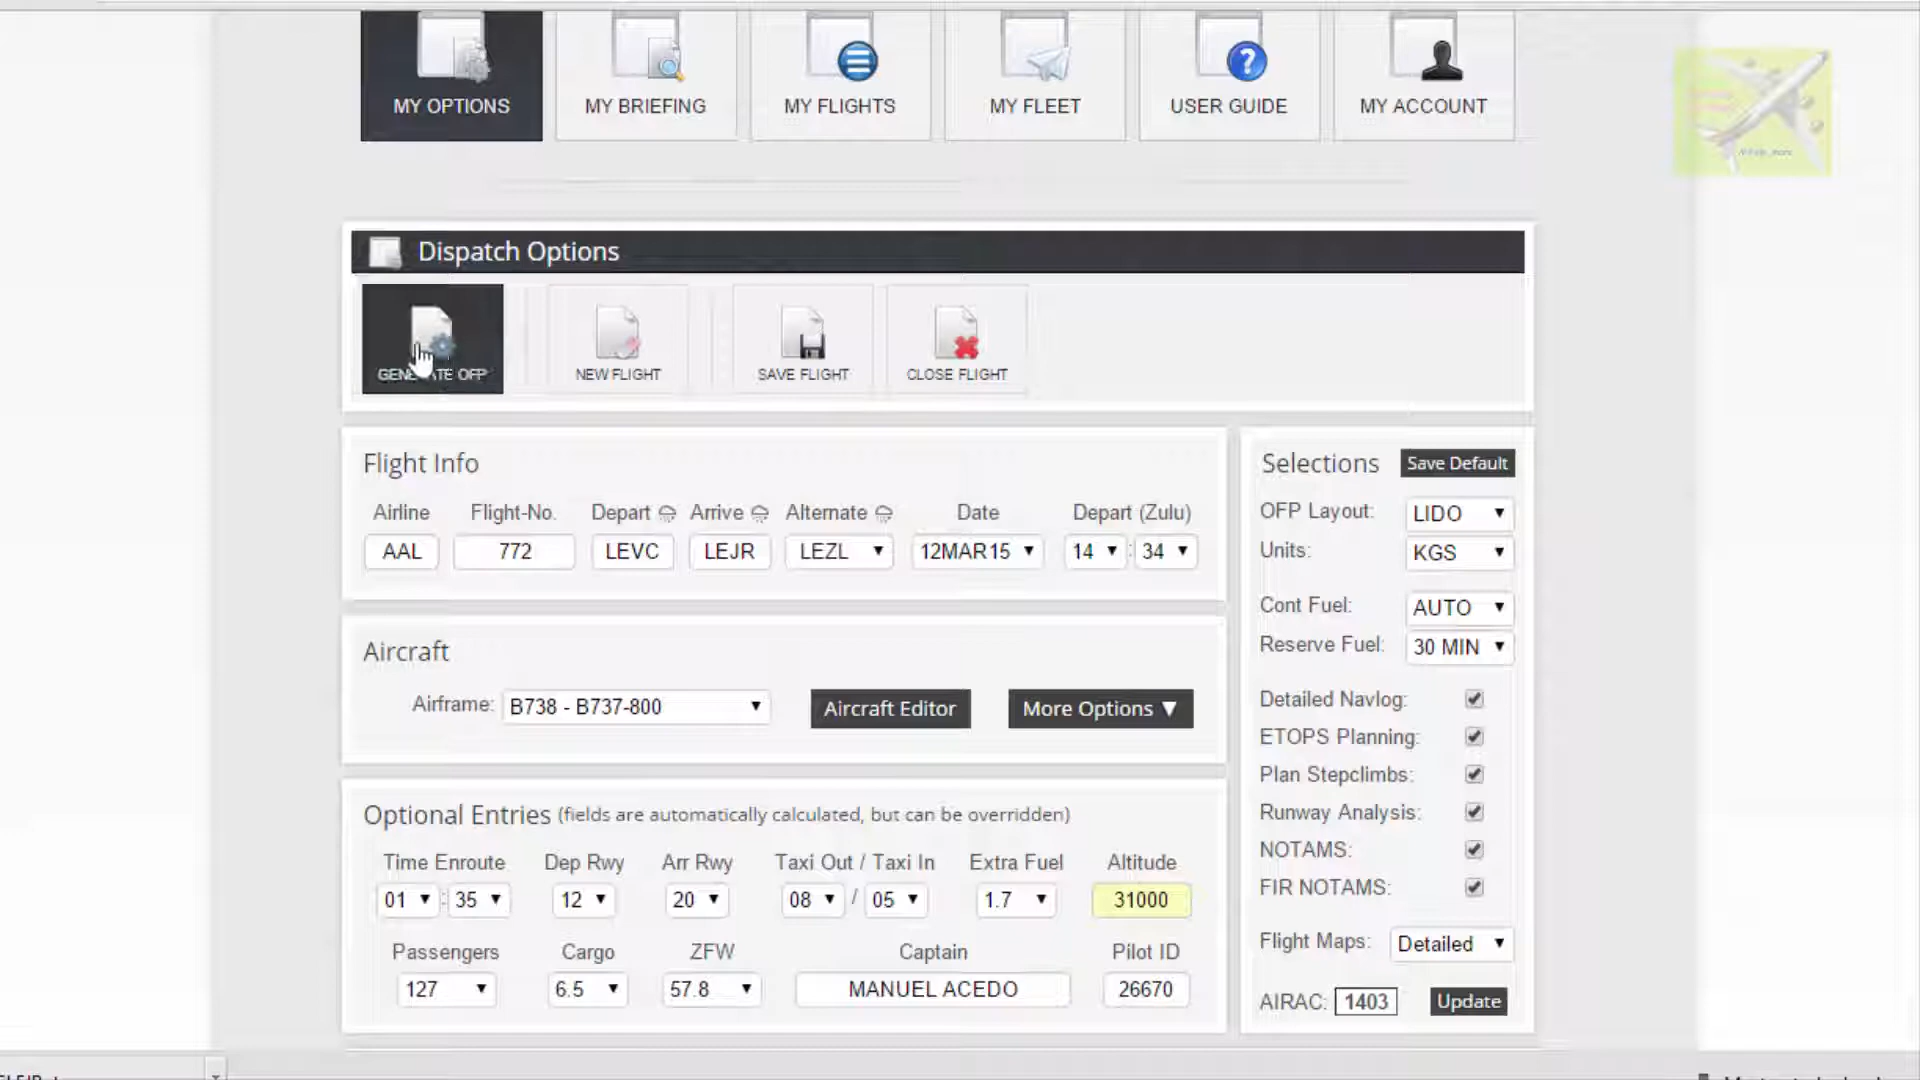 MY OPTIONS MY BRIEFING MY FLIGHTS MY FLEET USER GUIDE MY ACCOUNT
Dispatch Options
GENERATE OFP NEW FLIGHT SAVE FLIGHT CLOSE FLIGHT
Flight Info
Airline Flight-No. Depart Arrive Alternate Date Depart (Zulu)
AAL 772 LEVC LEJR LEZL 12MAR15 14 : 34
Aircraft
Airframe: B738 - B737-800 Aircraft Editor More Options ▼
Optional Entries (fields are automatically calculated, but can be overridden)
Time Enroute Dep Rwy Arr Rwy Taxi Out / Taxi In Extra Fuel Altitude
01 : 35 12 20 08 / 05 1.7 31000
Passengers Cargo ZFW Captain Pilot ID
127 6.5 57.8 MANUEL ACEDO 26670
Selections Save Default
OFP Layout: LIDO
Units: KGS
Cont Fuel: AUTO
Reserve Fuel: 30 MIN
Detailed Navlog:
ETOPS Planning:
Plan Stepclimbs:
Runway Analysis:
NOTAMS:
FIR NOTAMS:
Flight Maps: Detailed
AIRAC: 1403 Update